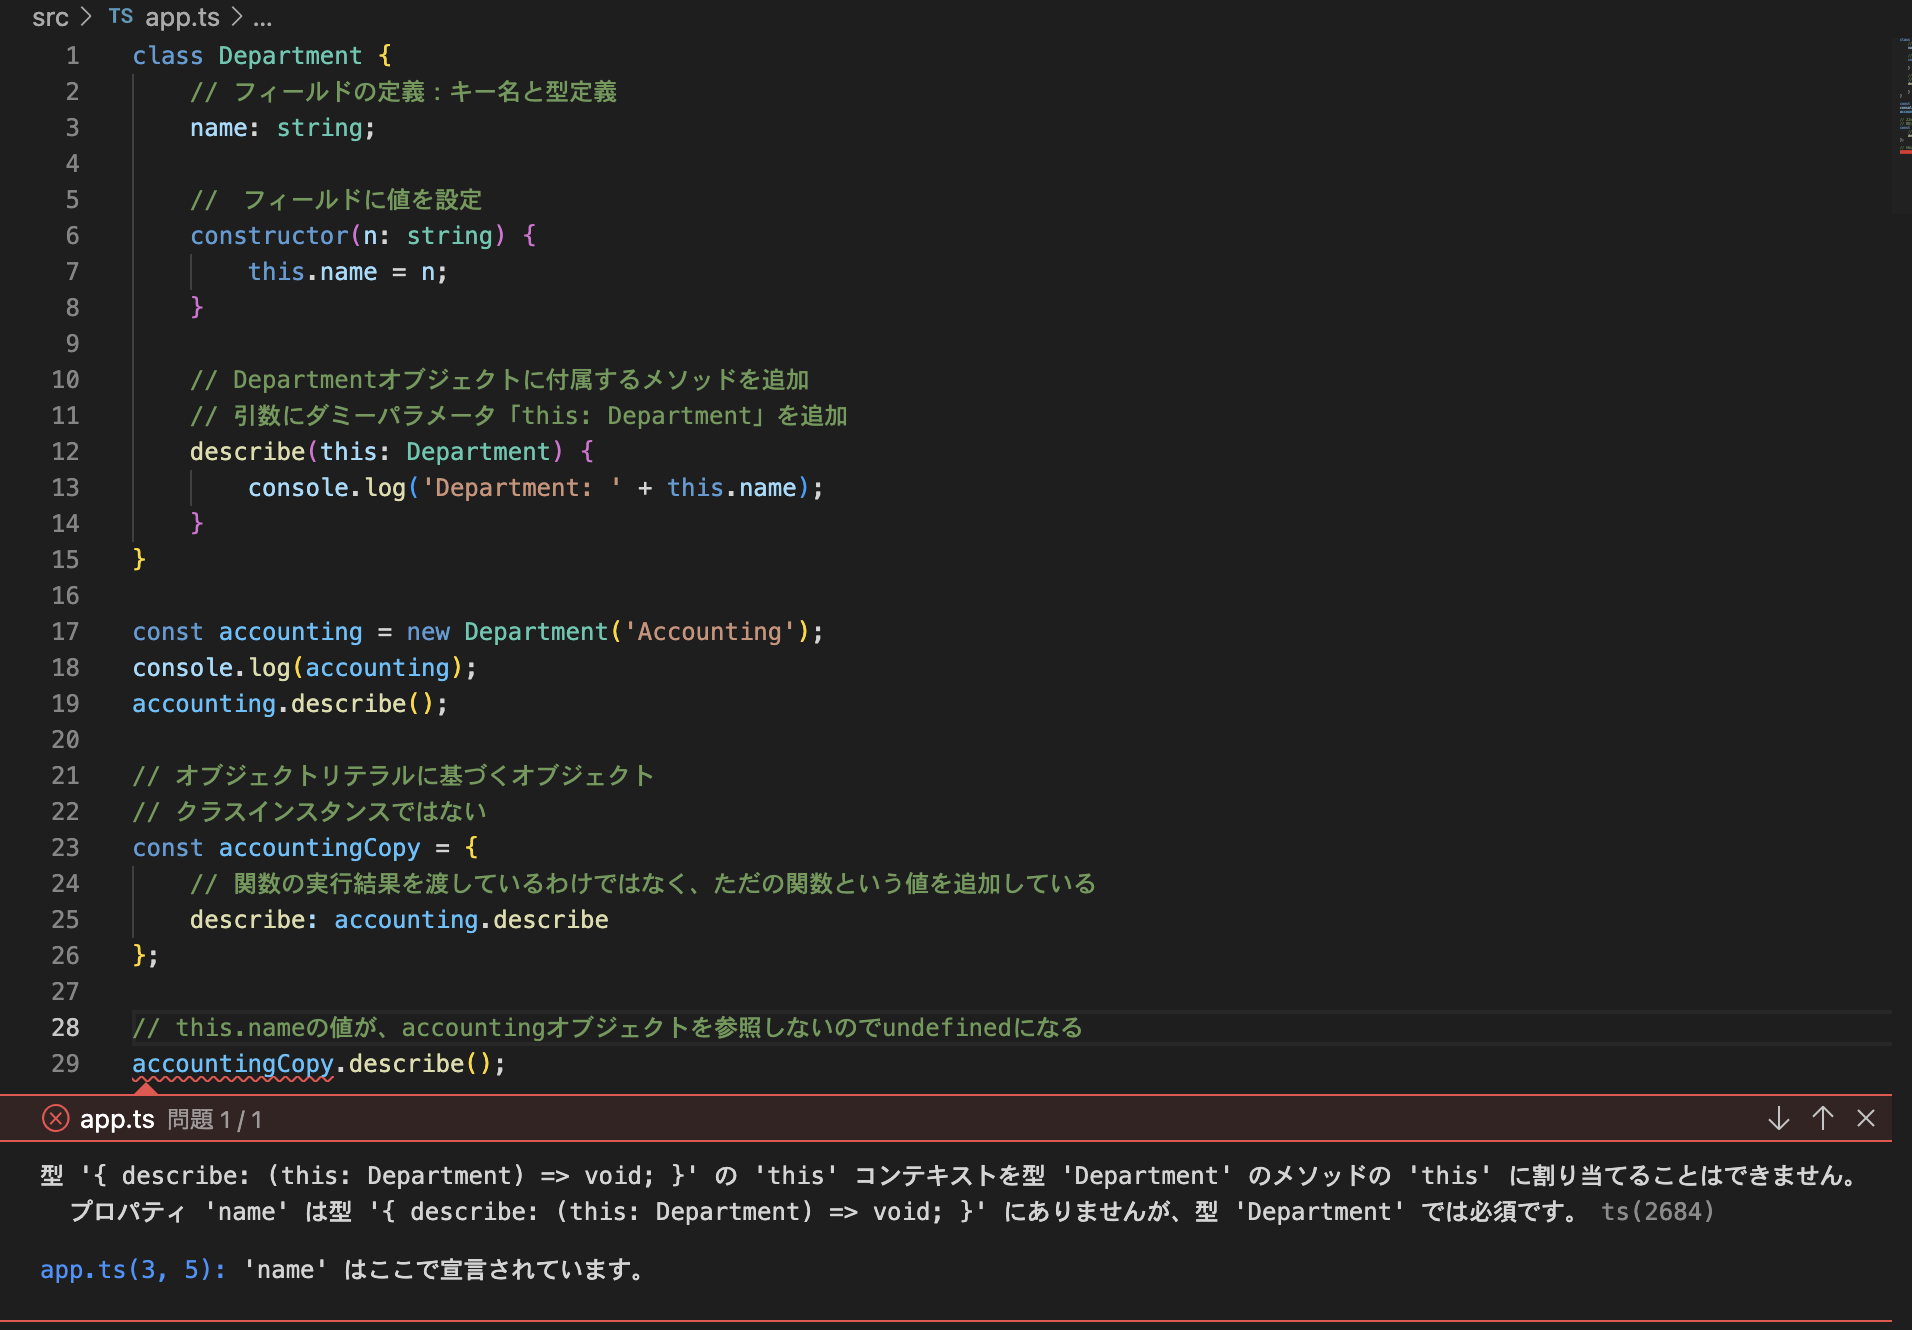 src > TS app.ts > ...
1 class Department {
2 // フィールドの定義：キー名と型定義
3 name: string;
4
5 //　フィールドに値を設定
6 constructor(n: string) {
7 this.name = n;
8 }
9
10 // Departmentオブジェクトに付属するメソッドを追加
11 // 引数にダミーパラメータ「this: Department」を追加
12 describe(this: Department) {
13 console.log('Department: ' + this.name);
14 }
15 }
16
17 const accounting = new Department('Accounting');
18 console.log(accounting);
19 accounting.describe();
20
21 // オブジェクトリテラルに基づくオブジェクト
22 // クラスインスタンスではない
23 const accountingCopy = {
24 // 関数の実行結果を渡しているわけではなく、ただの関数という値を追加している
25 describe: accounting.describe
26 };
27
28 // this.nameの値が、accountingオブジェクトを参照しないのでundefinedになる
29 accountingCopy.describe();
app.ts 問題 1 / 1
型 '{ describe: (this: Department) => void; }' の 'this' コンテキストを型 'Department' のメソッドの 'this' に割り当てることはできません。
プロパティ 'name' は型 '{ describe: (this: Department) => void; }' にありませんが、型 'Department' では必須です。 ts(2684)
app.ts(3, 5): 'name' はここで宣言されています。